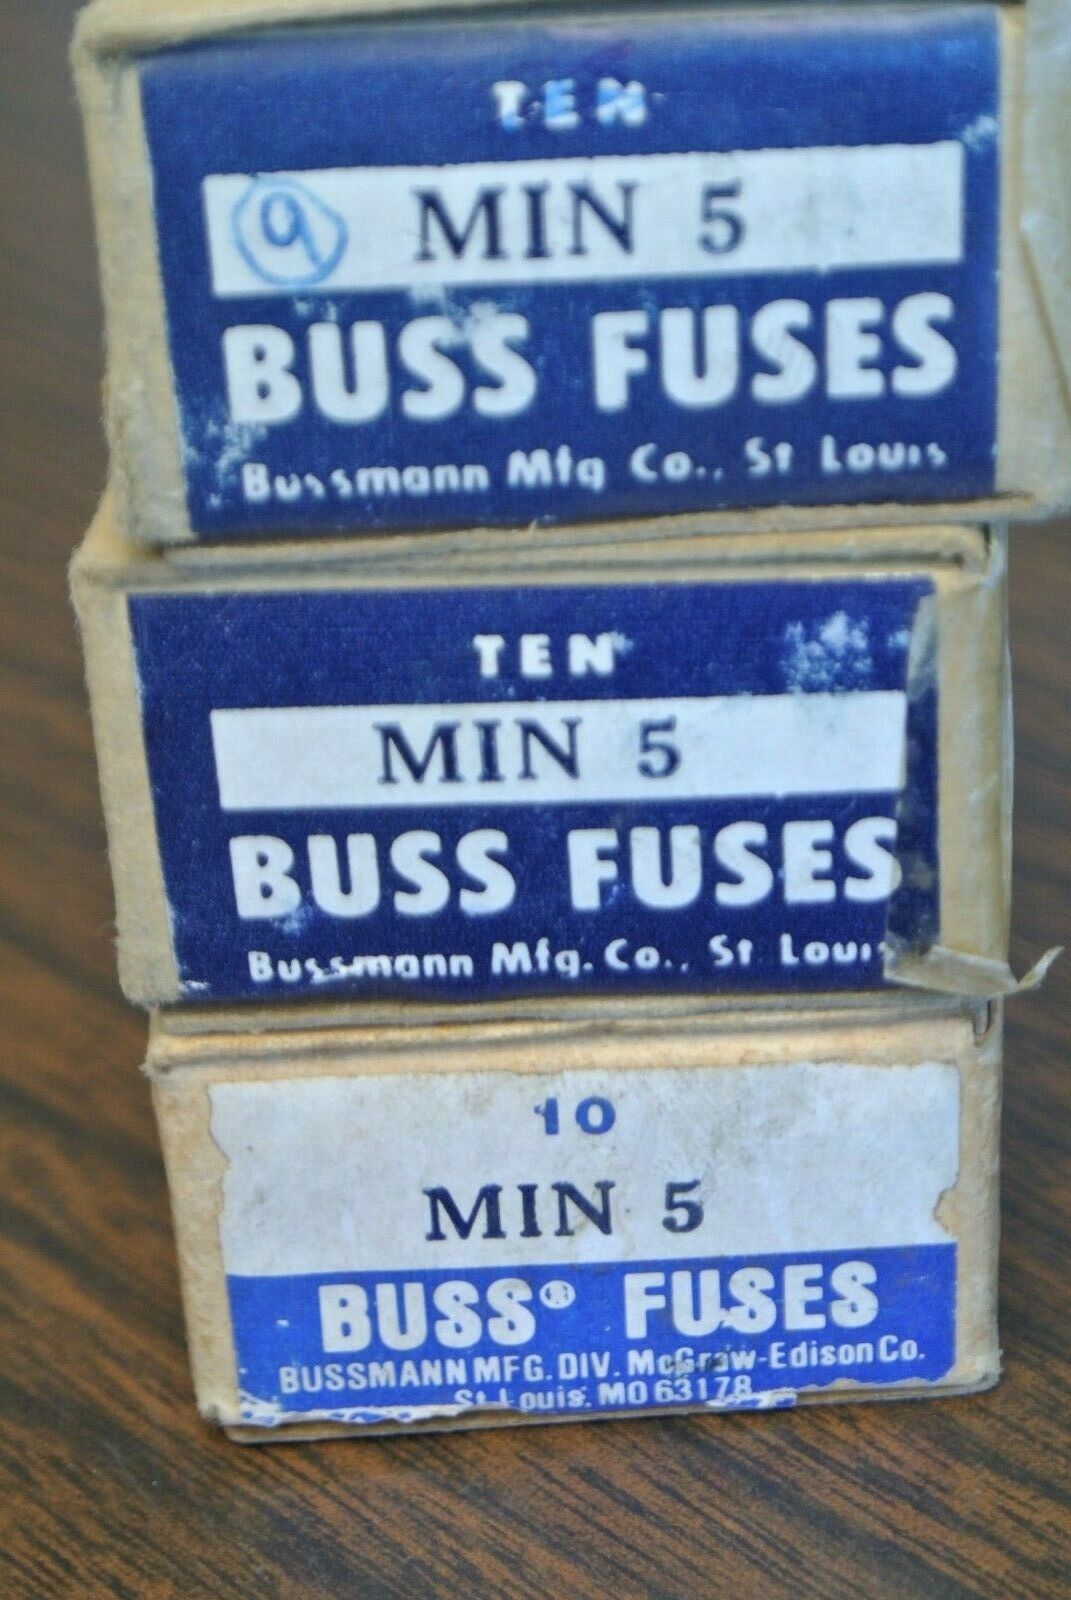 TEN
9 MIN 5
BUSS FUSES
Bussmann Mfg Co., St Louis
TEN
MIN 5
BUSS FUSES
Bussmann Mfg. Co., St. Louis
10
MIN 5
BUSS® FUSES
BUSSMANN MFG. DIV. McGraw-Edison Co.
St. Louis, MO 63178